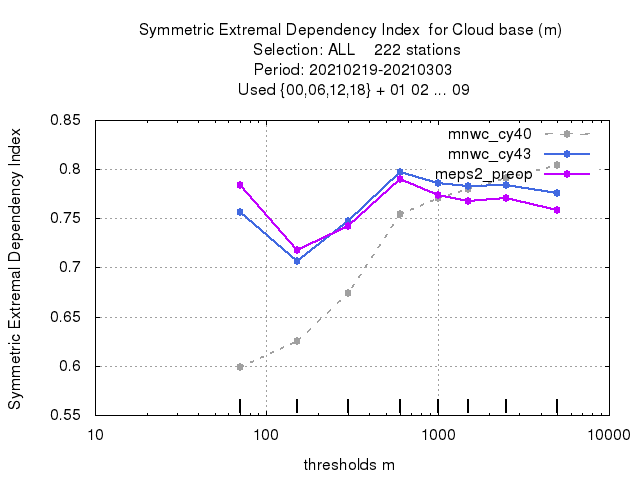 Symmetric Extremal Dependency Index  for Cloud base (m)
Selection: ALL    222 stations
Period: 20210219-20210303
Used {00,06,12,18} + 01 02 ... 09
Symmetric Extremal Dependency Index
0.85
0.8
0.75
0.7
0.65
0.6
0.55
mnwc_cy40
mnwc_cy43
meps2_preop
10
100
1000
10000
thresholds m